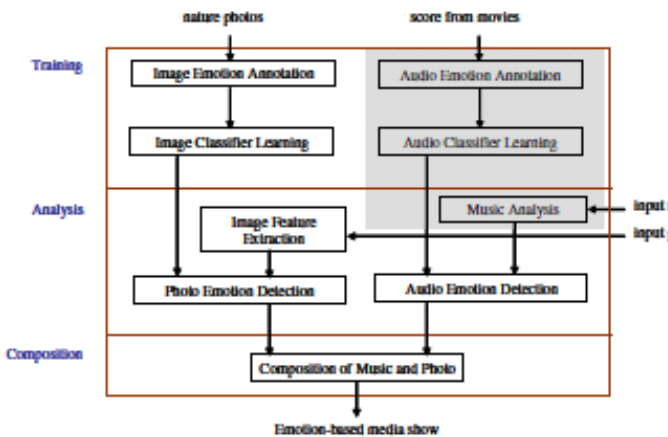 nature photos
score from movies
Training
Image Emotion Annotation
Audio Emotion Annotation
Image Classifier Learning
Audio Classifier Learning
Analysis
Music Analysis
input
Image Feature
Extraction
input
Photo Emotion Detection
Audio Emotion Detection
Composition
Composition of Music and Photo
Emotion-based media show